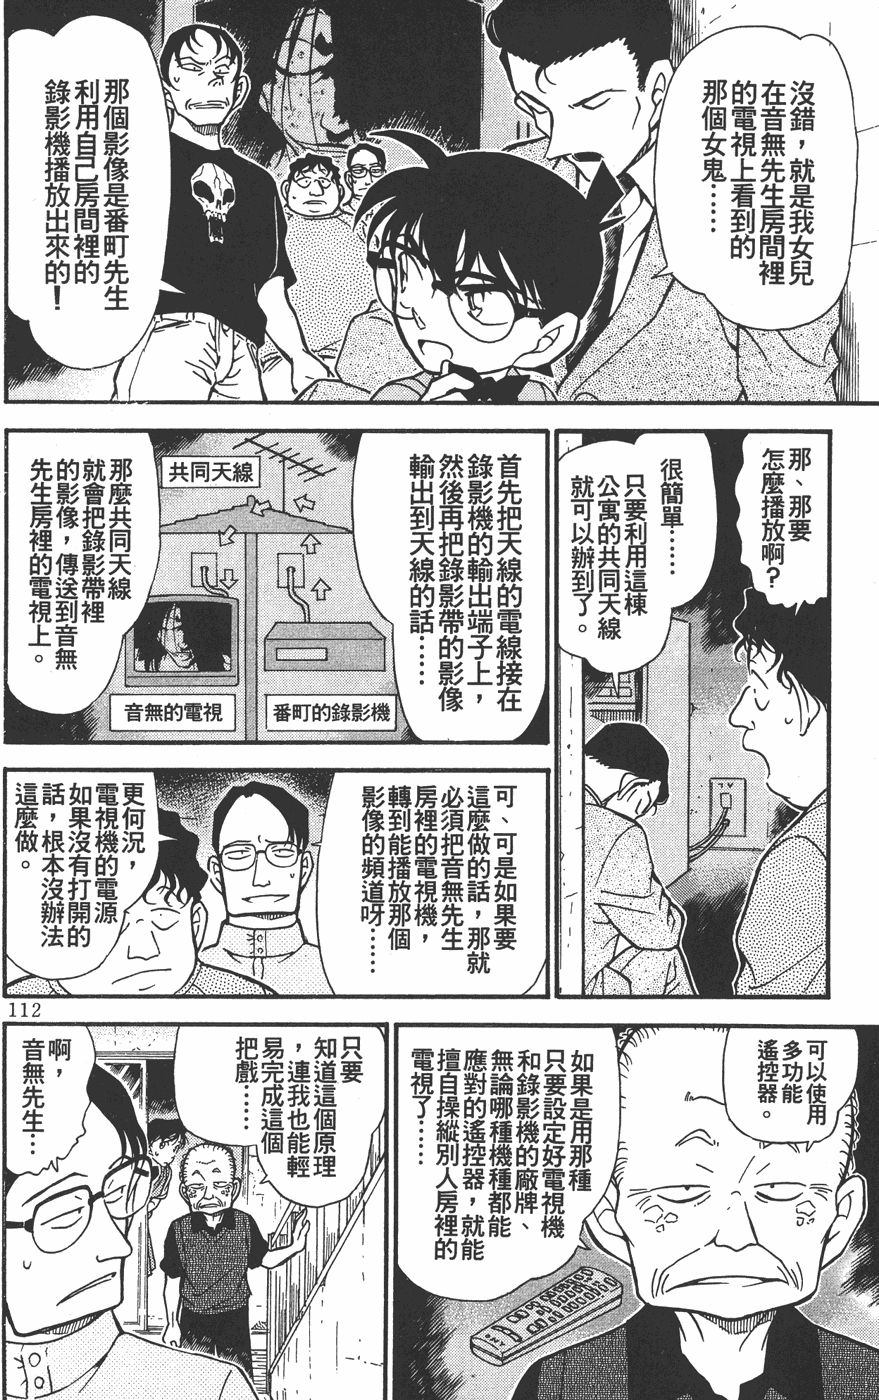 沒錯，就是我女兒
在音無先生房間裡
的電視上看到的
那個女鬼……
那個影像是番町先生
利用自己房間裡的
錄影機播放出來的！
那、那要
怎麼播放啊？
很簡單……
只要利用這棟
公寓的共同天線
就可以辦到了。
TV
首先把天線的電線接在
錄影機的輸出端子上，
然後再把錄影帶的影像
輸出到天線的話……
共同天線
音無的電視
番町的錄影機
那麼共同天線
就會把錄影帶裡
的影像，傳送到音無
先生房裡的電視上。
可、可是如果要
這麼做的話，那就
必須把音無先生
房裡的電視機，
轉到能播放那個
影像的頻道呀……
更何況，
電視機的電源
如果沒有打開的
話，根本沒辦法
這麼做。
112
可以使用
多功能
遙控器。
如果是用那種
只要設定好電視機
和錄影機的廠牌、
無論哪種機種都能
應對的遙控器，就能
擅自操縱別人房裡的
電視了……
只要
知道這個原理
，連我也能輕
易完成這個
把戲……
啊，
音無先生…